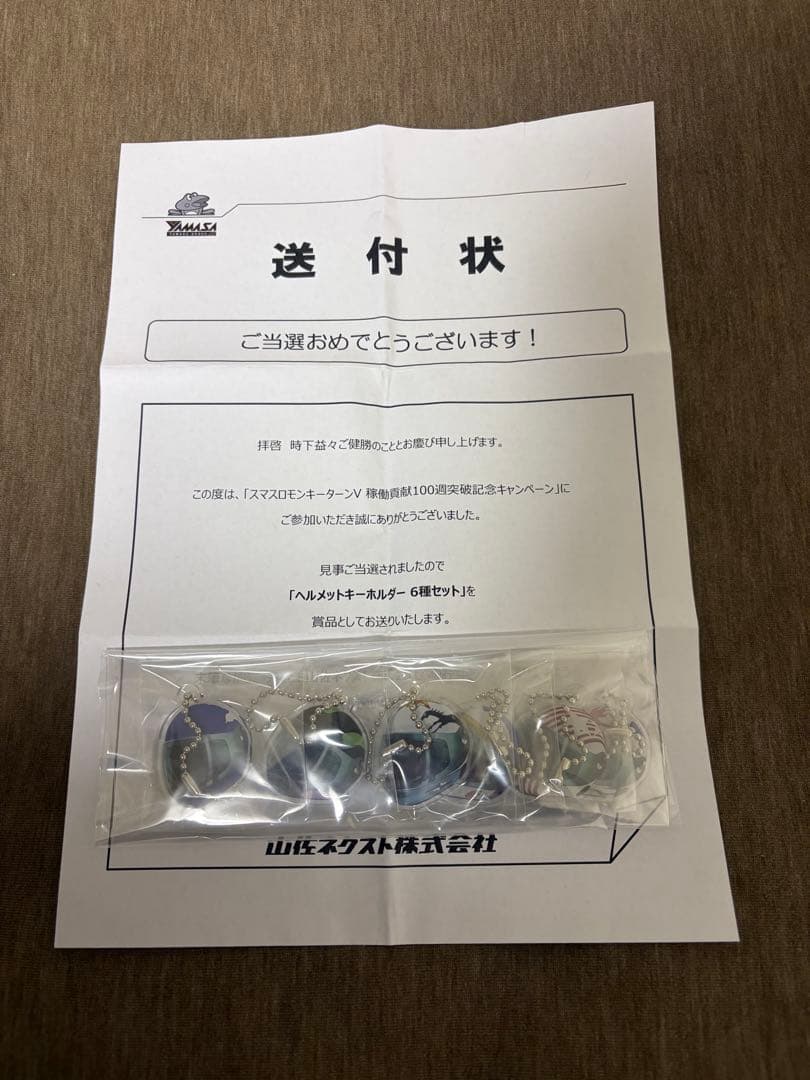 YAMASA
送付状
ご当選おめでとうございます!
拝啓 時下益々ご健勝のこととお慶び申し上げます。
この度は、「スマスロモンキーターンV 稼働貢献100週突破記念キャンペーン」に
ご参加いただき誠にありがとうございました。
見事ご当選されましたので
「ヘルメットキーホルダー 6種セット」を
賞品としてお送りいたします。
山佐ネクスト株式会社